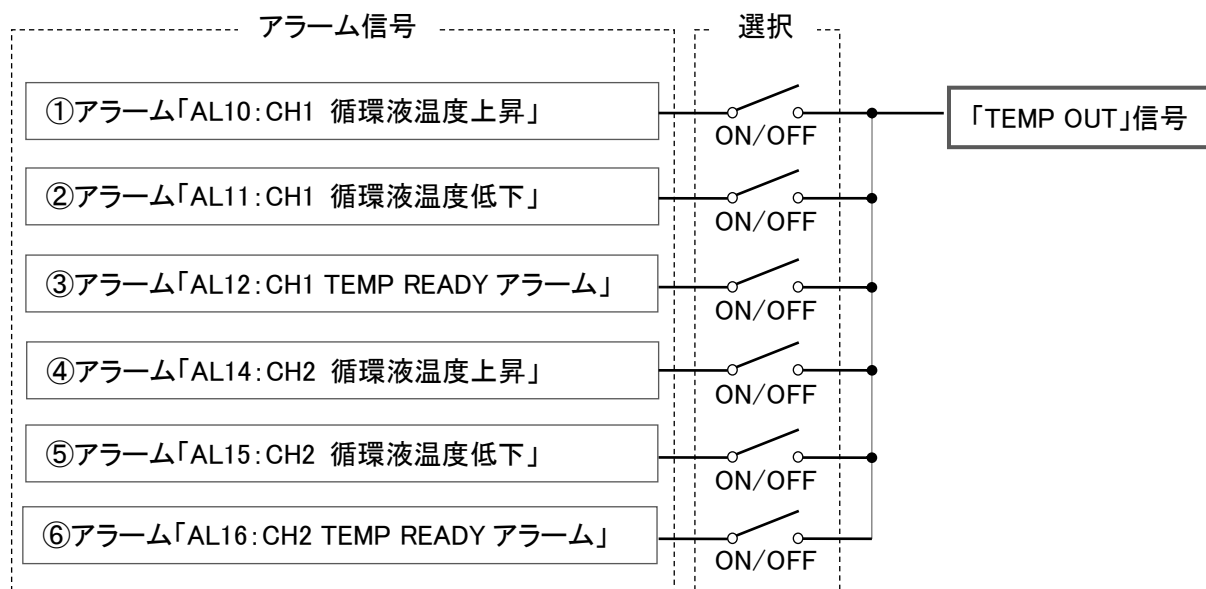 アラーム信号
選択
①アラーム「AL10：CH1 循環液温度上昇」
ON/OFF
「TEMP OUT」信号
②アラーム「AL11：CH1 循環液温度低下」
ON/OFF
③アラーム「AL12：CH1 TEMP READY アラーム」
ON/OFF
④アラーム「AL14：CH2 循環液温度上昇」
ON/OFF
⑤アラーム「AL15：CH2 循環液温度低下」
ON/OFF
⑥アラーム「AL16：CH2 TEMP READY アラーム」
ON/OFF